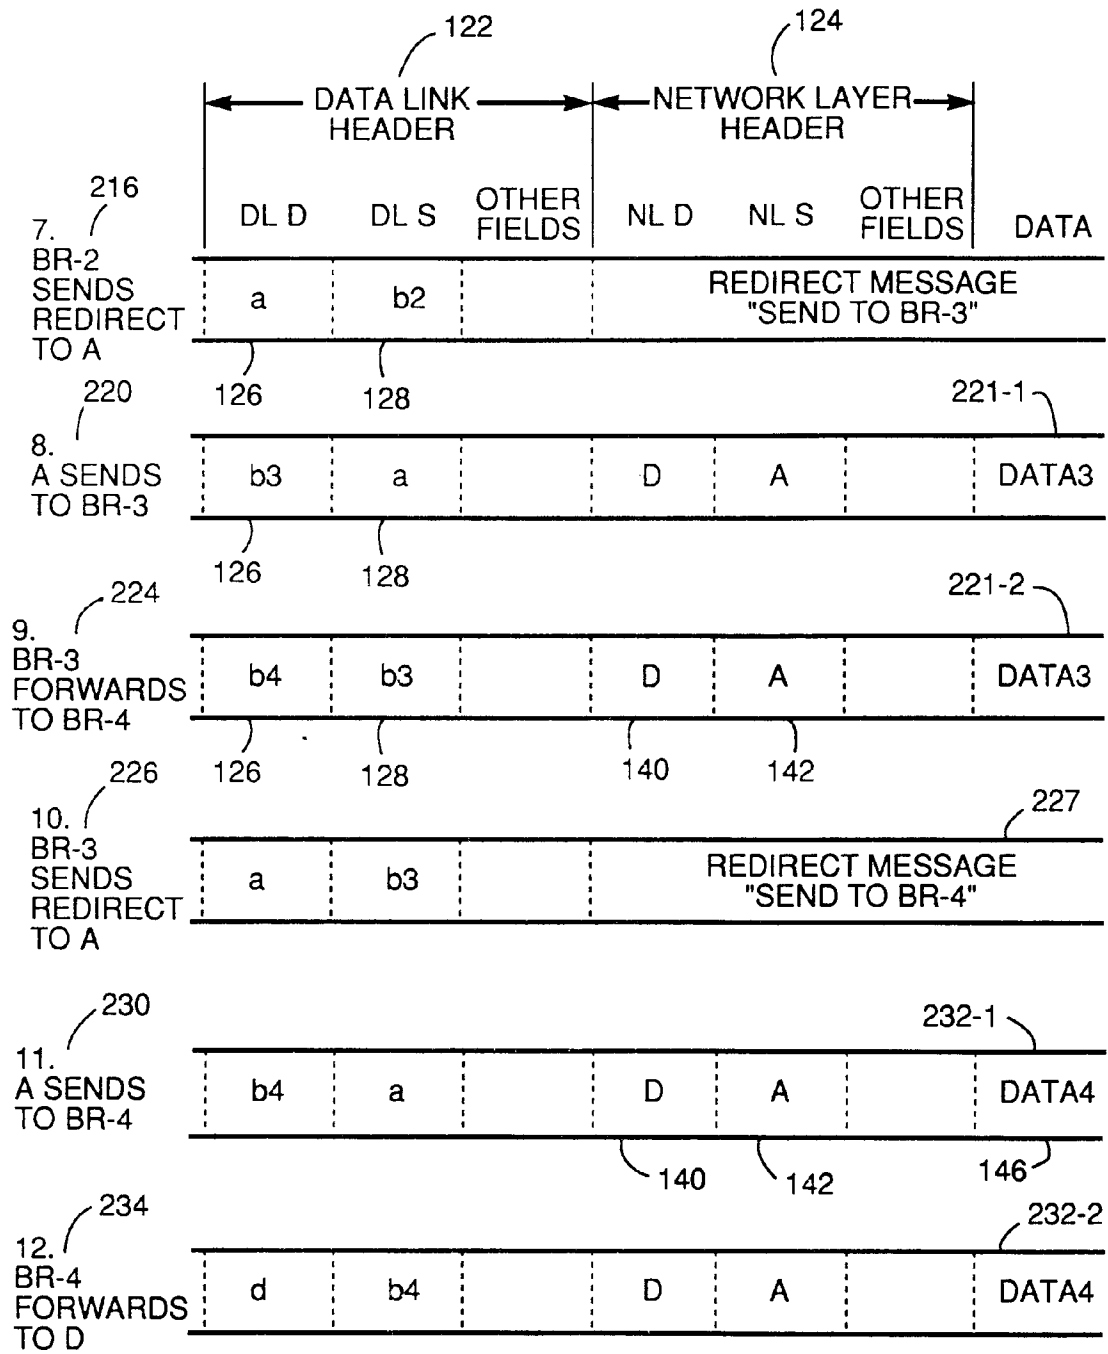 122
124
DATA LINK
HEADER
NETWORK LAYER
HEADER
DL D
DL S
OTHER
FIELDS
NL D
NL S
OTHER
FIELDS
DATA
216
7.
BR-2
SENDS
REDIRECT
TO A
a
b2
REDIRECT MESSAGE
"SEND TO BR-3"
126
128
220
221-1
8.
A SENDS
TO BR-3
b3
a
D
A
DATA3
126
128
224
221-2
9.
BR-3
FORWARDS
TO BR-4
b4
b3
D
A
DATA3
126
128
140
142
226
227
10.
BR-3
SENDS
REDIRECT
TO A
a
b3
REDIRECT MESSAGE
"SEND TO BR-4"
230
232-1
11.
A SENDS
TO BR-4
b4
a
D
A
DATA4
140
142
146
234
232-2
12.
BR-4
FORWARDS
TO D
d
b4
D
A
DATA4